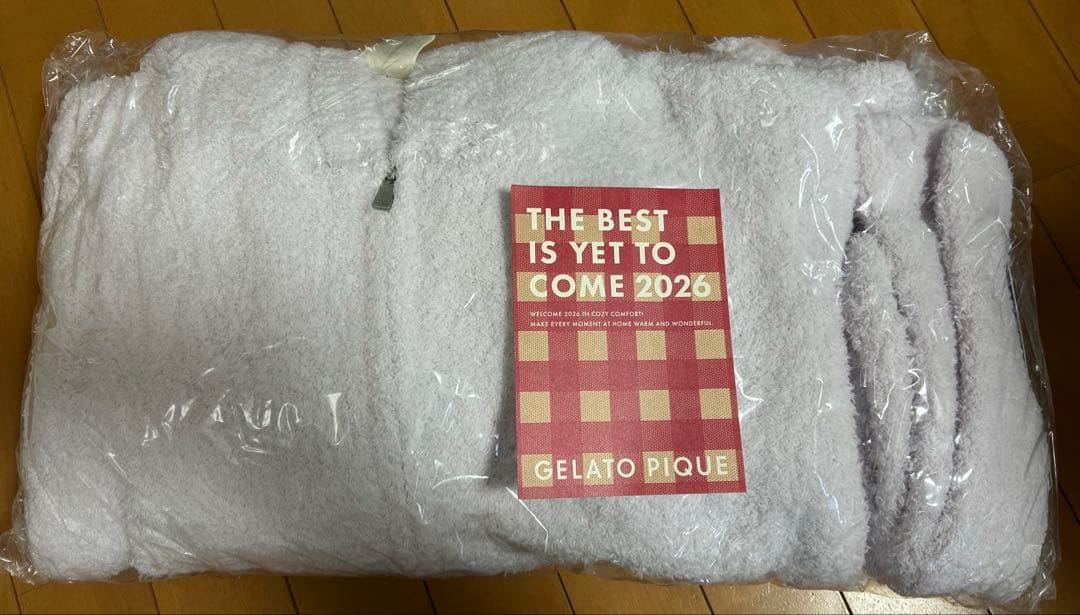 THE BEST
IS YET TO
COME 2026
WELCOME 2026 IN COZY COMFORT!
MAKE EVERY MOMENT AT HOME WARM AND WONDERFUL.
GELATO PIQUE